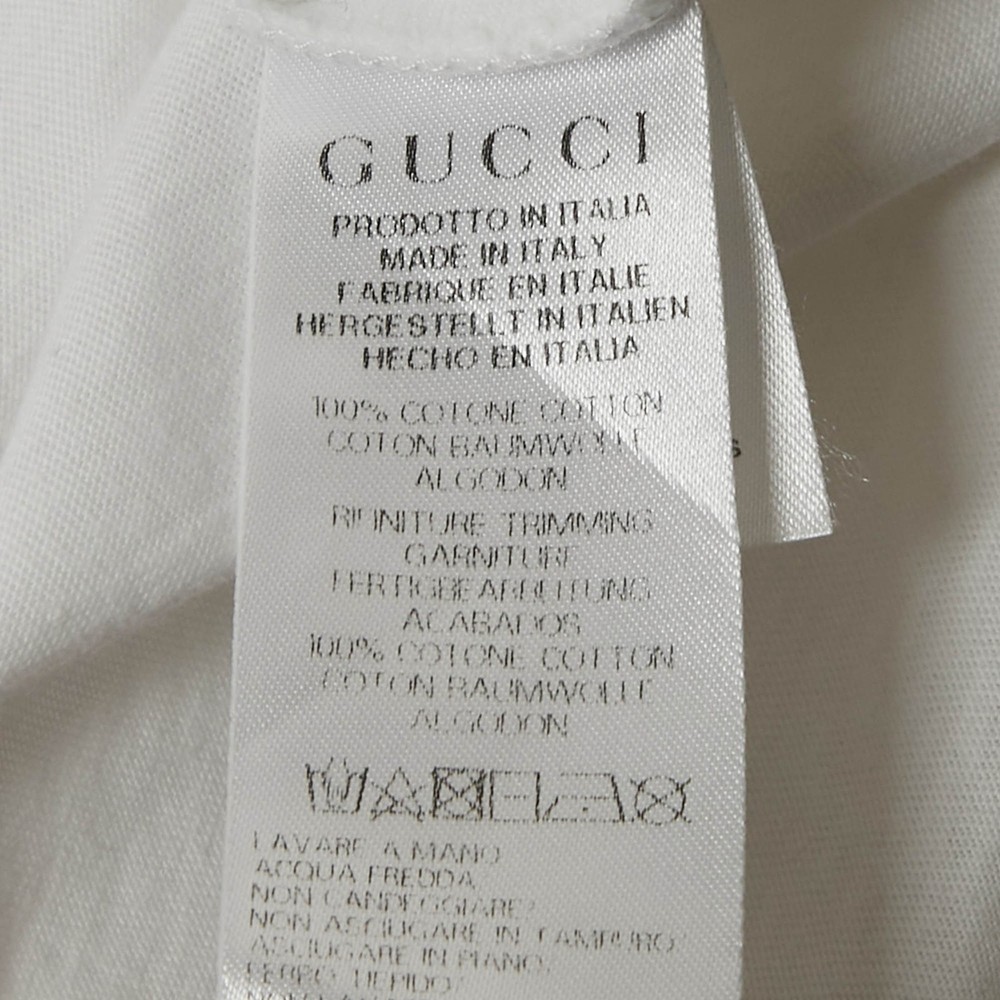 GUCCI
PRODOTTO IN ITALIA
MADE IN ITALY
FABRIQUE EN ITALIE
HERGESTELLT IN ITALIEN
HECHO EN ITALIA
100% COTONE COTTON
COTON BAUMWOLLE
ALGODON
RIFINITURE TRIMMING
GARNITURE
FERTIGBEARBEITUNG
ACABADOS
100% COTONE COTTON
COTON BAUMWOLLE
ALGODON
LAVARE A MANO
ACQUA FREDDA
NON CANDEGGIARE
NON ASCIUGARE IN TAMBURO
ASCIUGARE IN PIANO
FERRO TIEPIDO
s